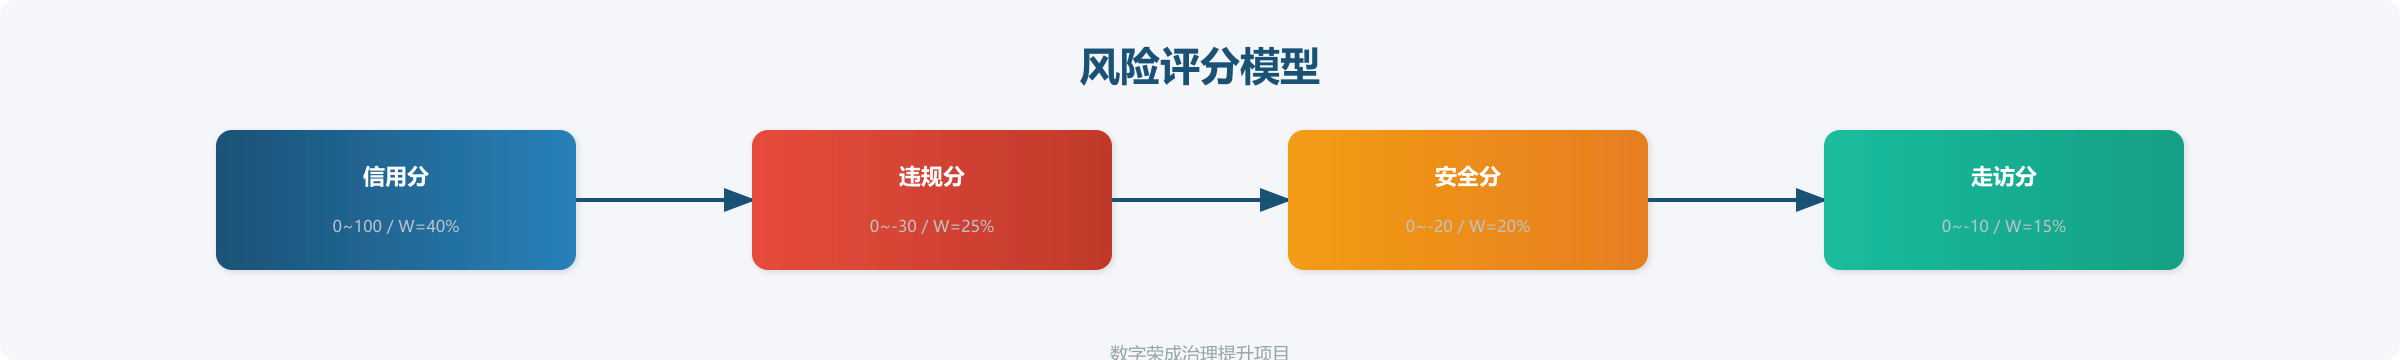 风险评分模型
信用分
0~100 / W=40%
违规分
0~-30 / W=25%
安全分
0~-20 / W=20%
走访分
0~-10 / W=15%
数字荣成治理提升项目